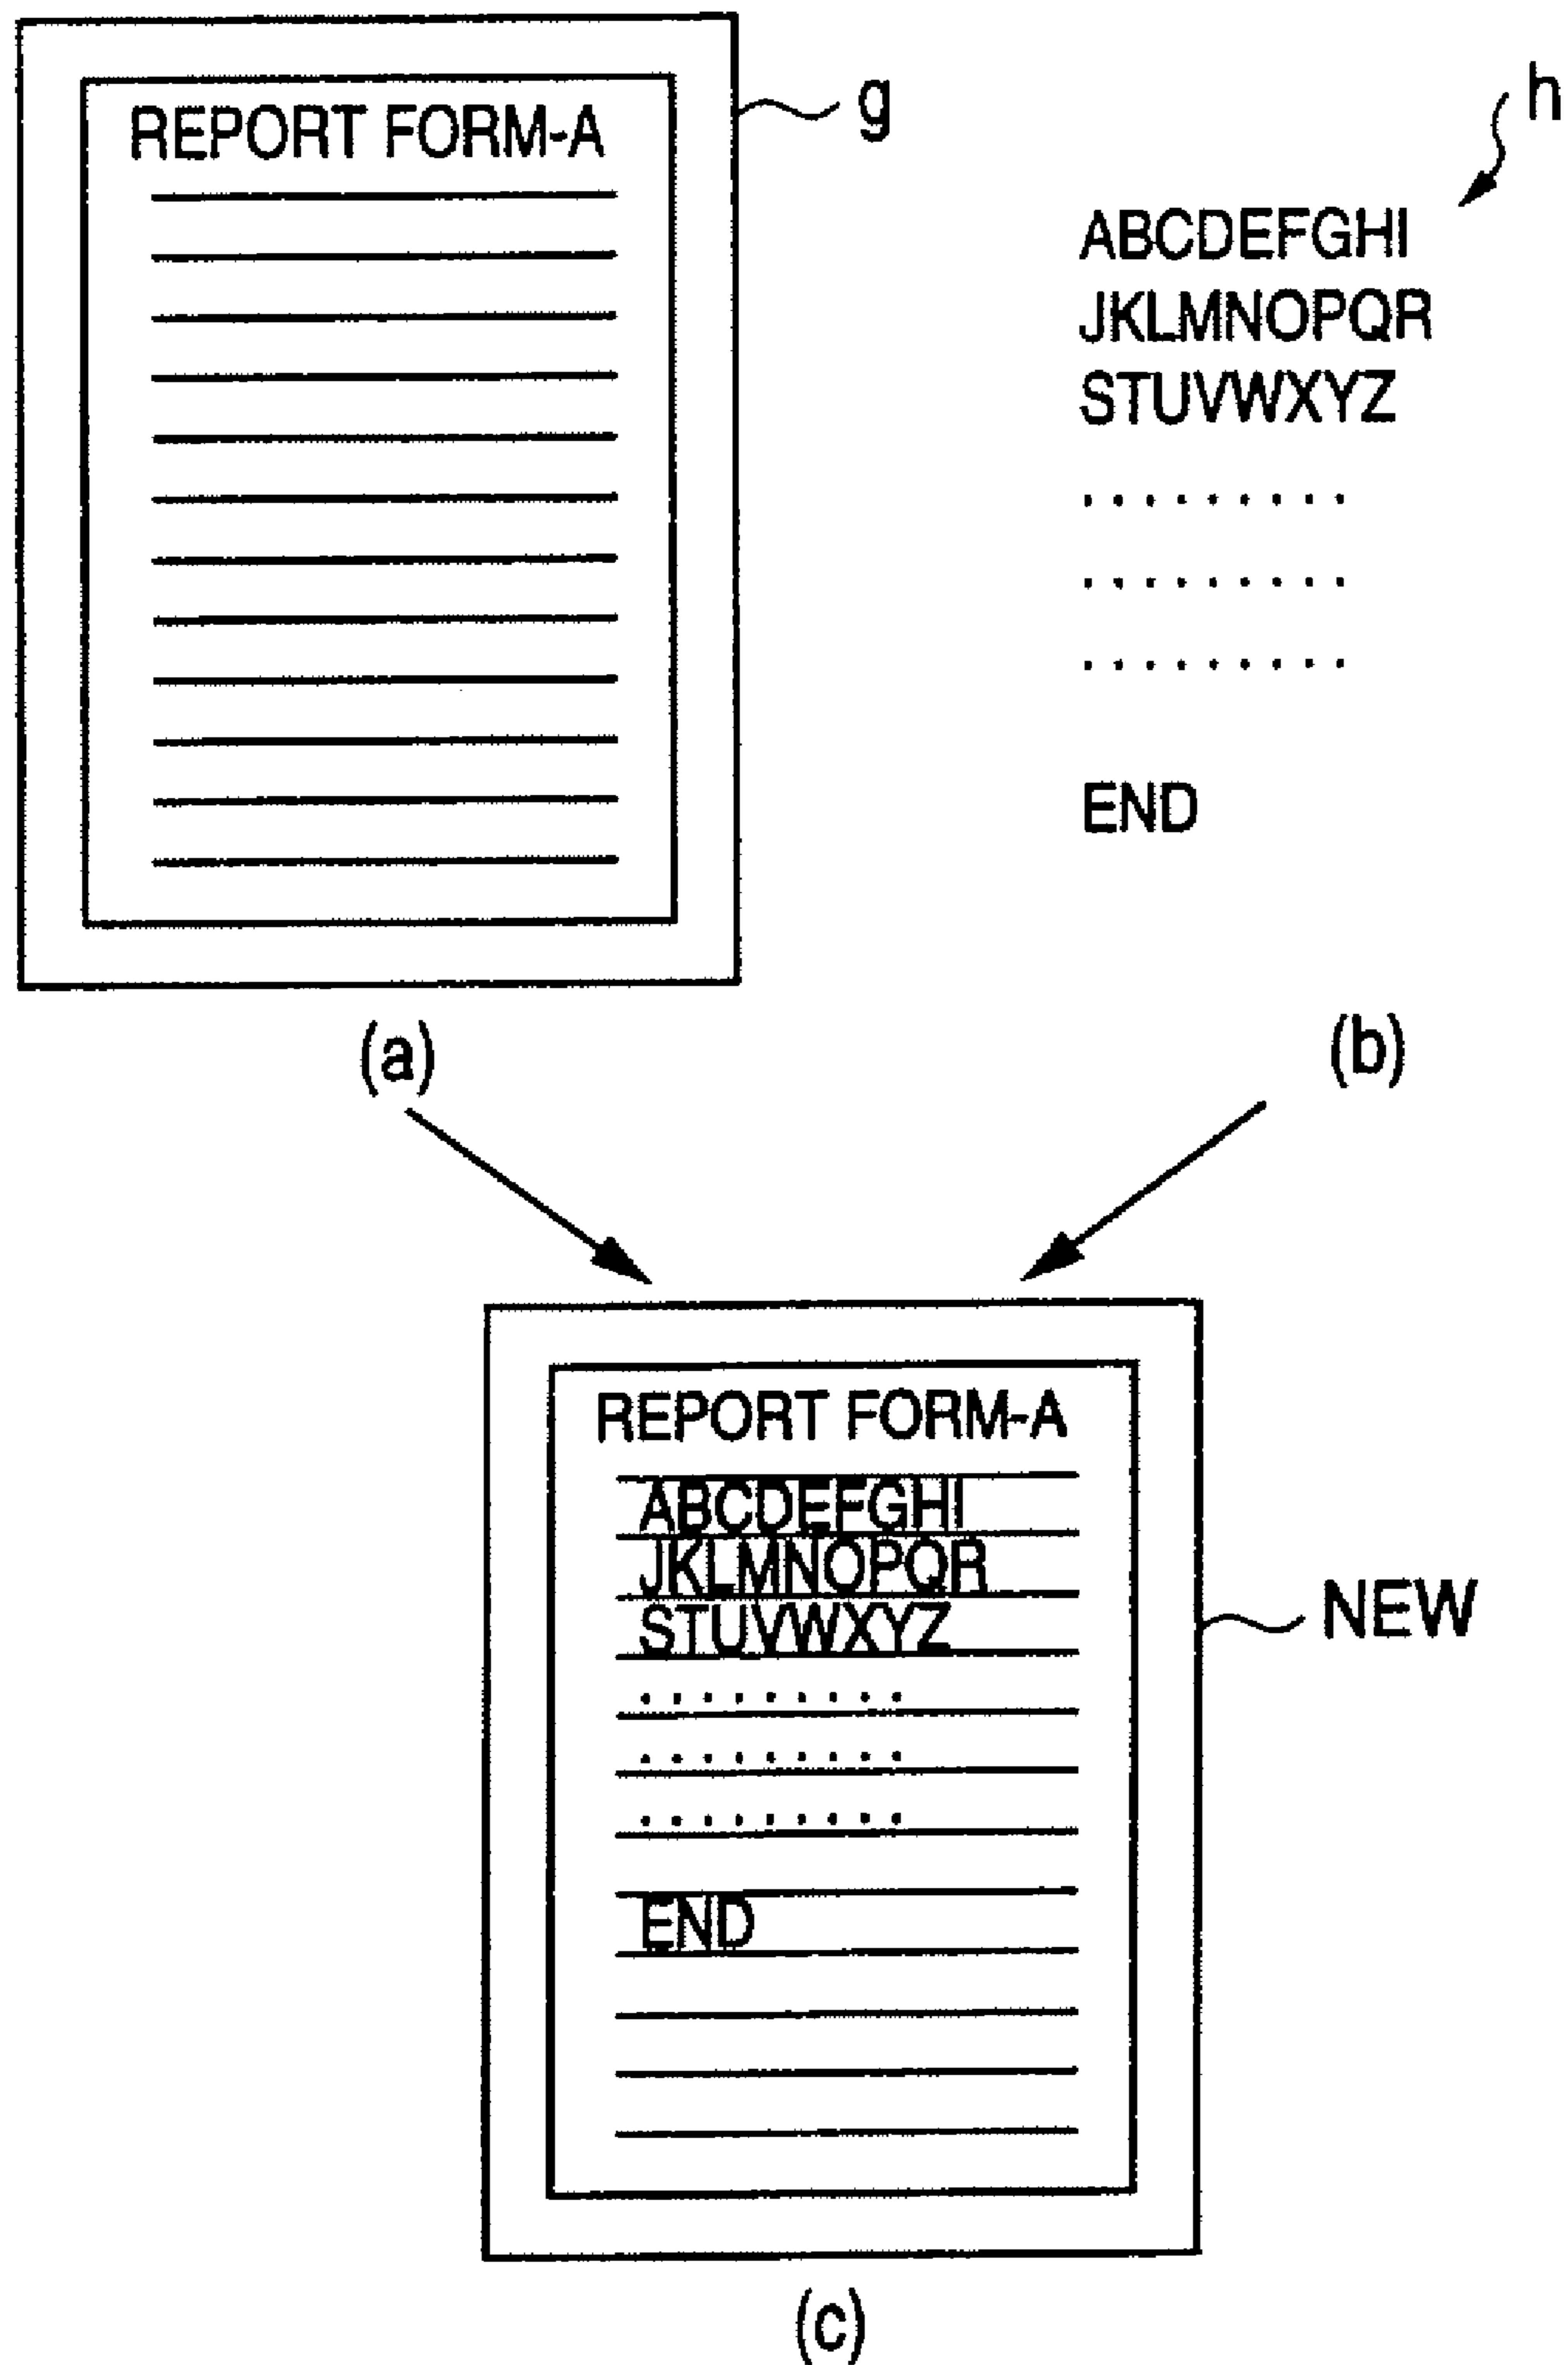 REPORT FORM-A
g
h
ABCDEFGHI
JKLMNOPQR
STUVWXYZ
. . . . . . . . .
. . . . . . . . .
. . . . . . . . .
END
(a)
(b)
REPORT FORM-A
ABCDEFGHI
JKLMNOPQR
STUVWXYZ
. . . . . . . . .
. . . . . . . . .
. . . . . . . . .
END
NEW
(c)